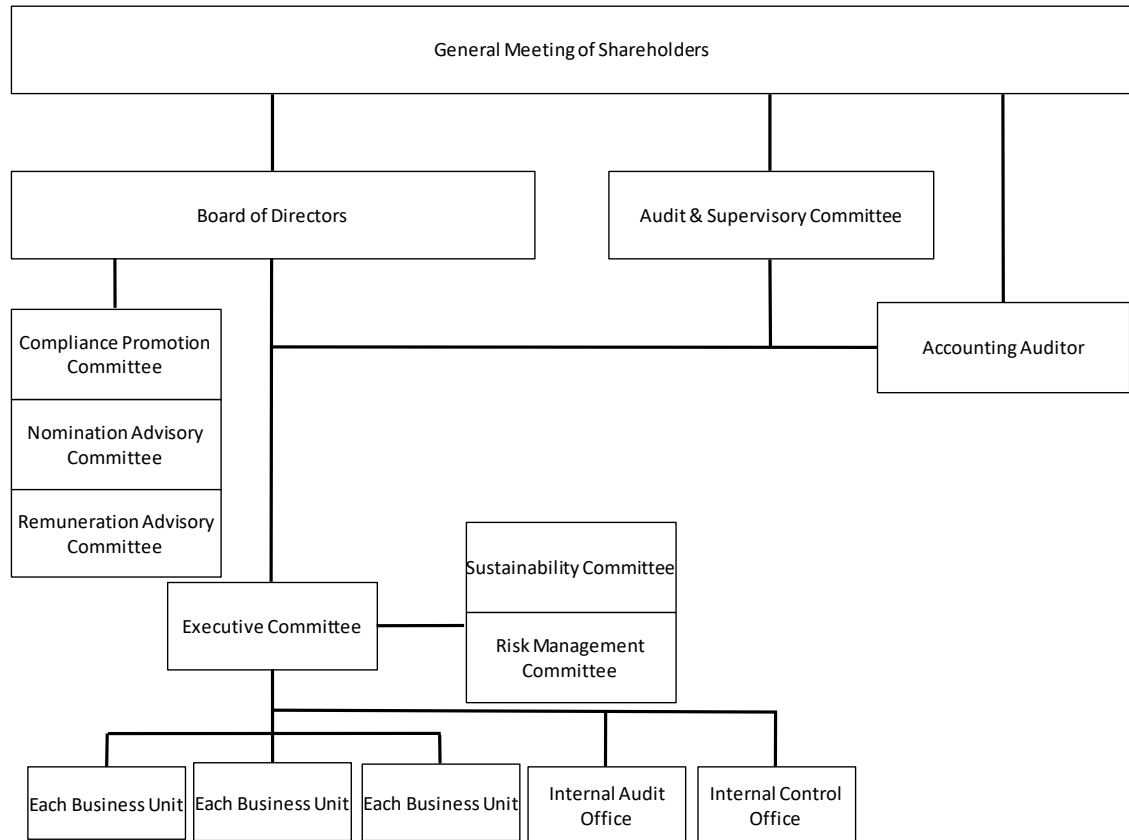 General Meeting of Shareholders
Board of Directors
Audit & Supervisory Committee
Compliance Promotion
Committee
Accounting Auditor
Nomination Advisory
Committee
Remuneration Advisory
Committee
Sustainability Committee
Executive Committee
Risk Management
Committee
Each Business Unit
Each Business Unit
Each Business Unit
Internal Audit
Office
Internal Control
Office